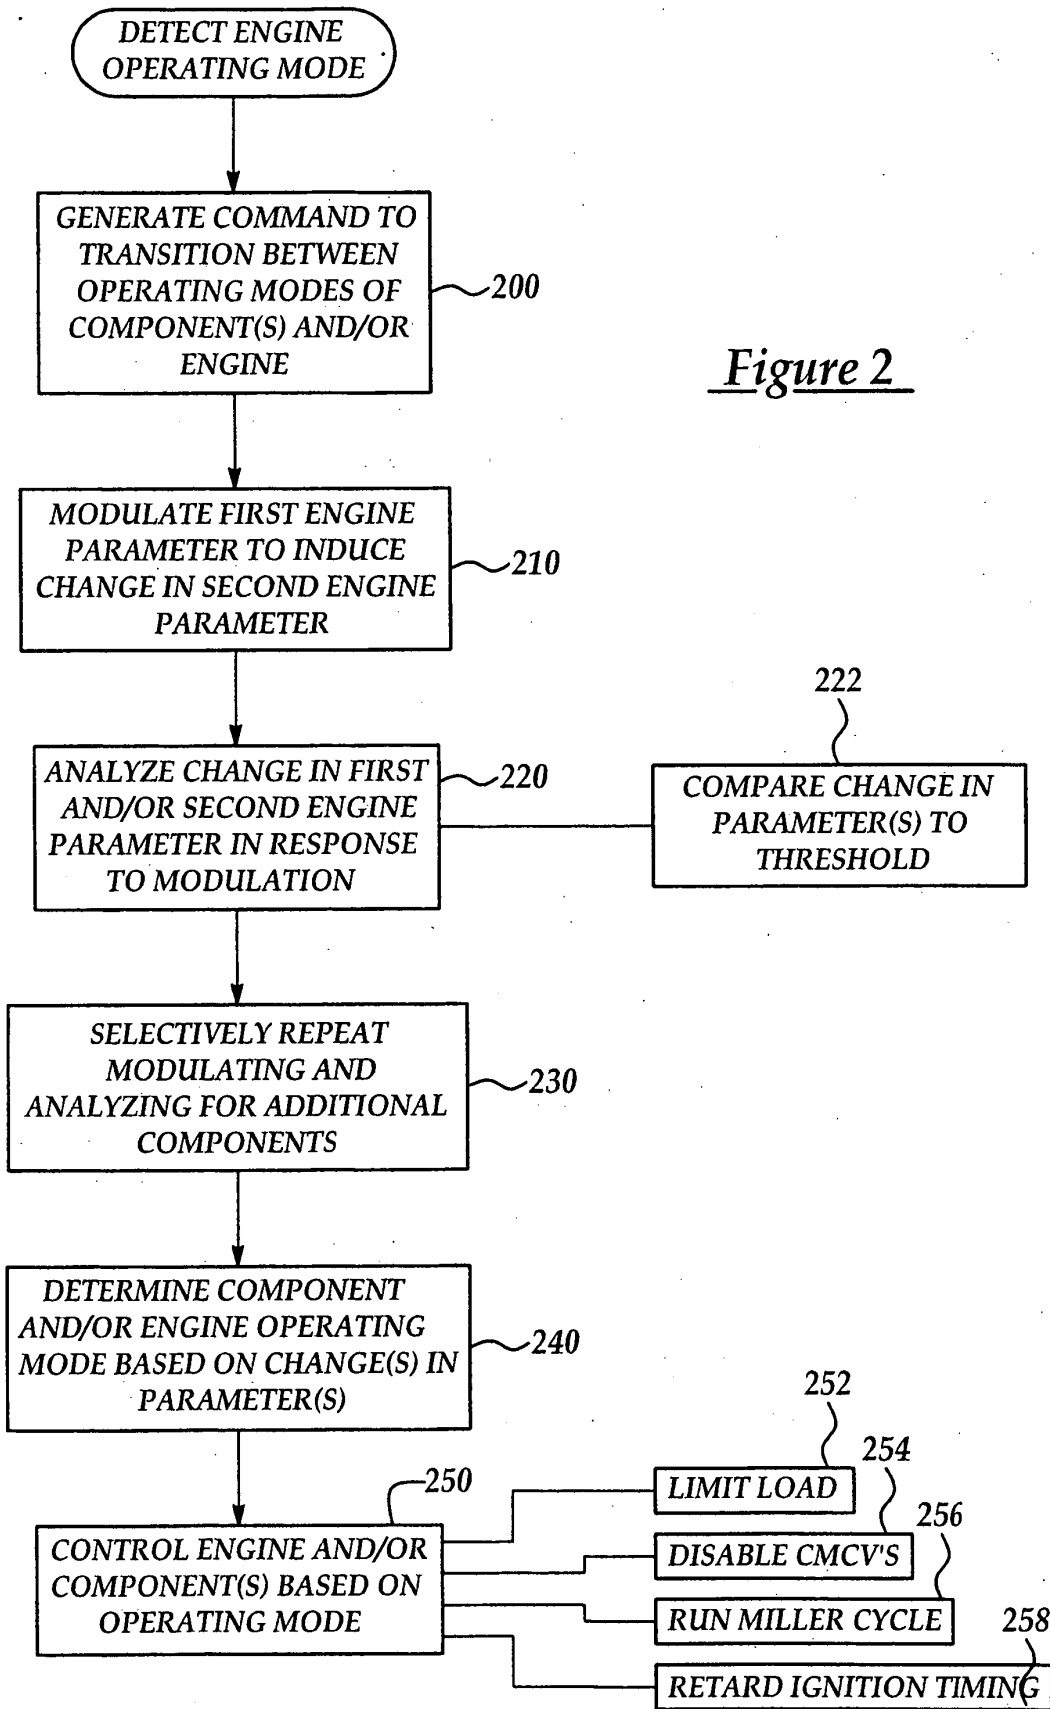 DETECT ENGINE
OPERATING MODE
GENERATE COMMAND TO
TRANSITION BETWEEN
OPERATING MODES OF
COMPONENT(S) AND/OR
ENGINE
200
Figure 2
MODULATE FIRST ENGINE
PARAMETER TO INDUCE
CHANGE IN SECOND ENGINE
PARAMETER
210
ANALYZE CHANGE IN FIRST
AND/OR SECOND ENGINE
PARAMETER IN RESPONSE
TO MODULATION
220
222
COMPARE CHANGE IN
PARAMETER(S) TO
THRESHOLD
SELECTIVELY REPEAT
MODULATING AND
ANALYZING FOR ADDITIONAL
COMPONENTS
230
DETERMINE COMPONENT
AND/OR ENGINE OPERATING
MODE BASED ON CHANGE(S) IN
PARAMETER(S)
240
CONTROL ENGINE AND/OR
COMPONENT(S) BASED ON
OPERATING MODE
250
252
LIMIT LOAD
254
DISABLE CMCV'S
256
RUN MILLER CYCLE
258
RETARD IGNITION TIMING